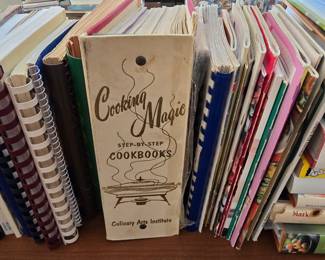 Cooking
Magic
STEP-BY-STEP
COOKBOOKS
Culinary Arts Institute